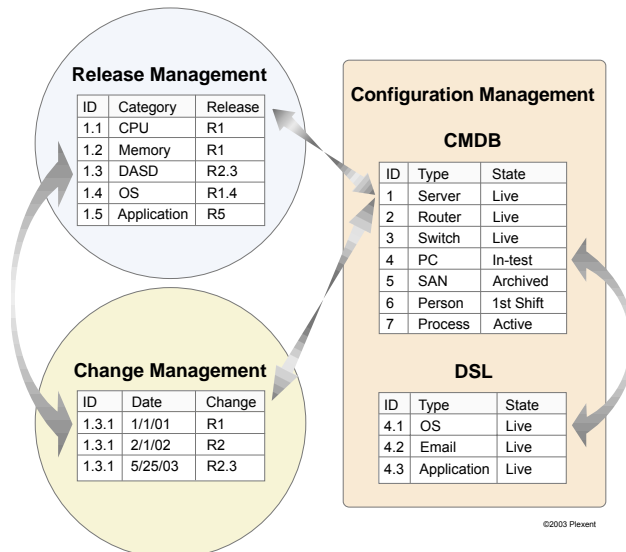 Release Management
ID Category Release
1.1 CPU R1
1.2 Memory R1
1.3 DASD R2.3
1.4 OS R1.4
1.5 Application R5
Change Management
ID Date Change
1.3.1 1/1/01 R1
1.3.1 2/1/02 R2
1.3.1 5/25/03 R2.3
Configuration Management
CMDB
ID Type State
1 Server Live
2 Router Live
3 Switch Live
4 PC In-test
5 SAN Archived
6 Person 1st Shift
7 Process Active
DSL
ID Type State
4.1 OS Live
4.2 Email Live
4.3 Application Live
©2003 Plexent